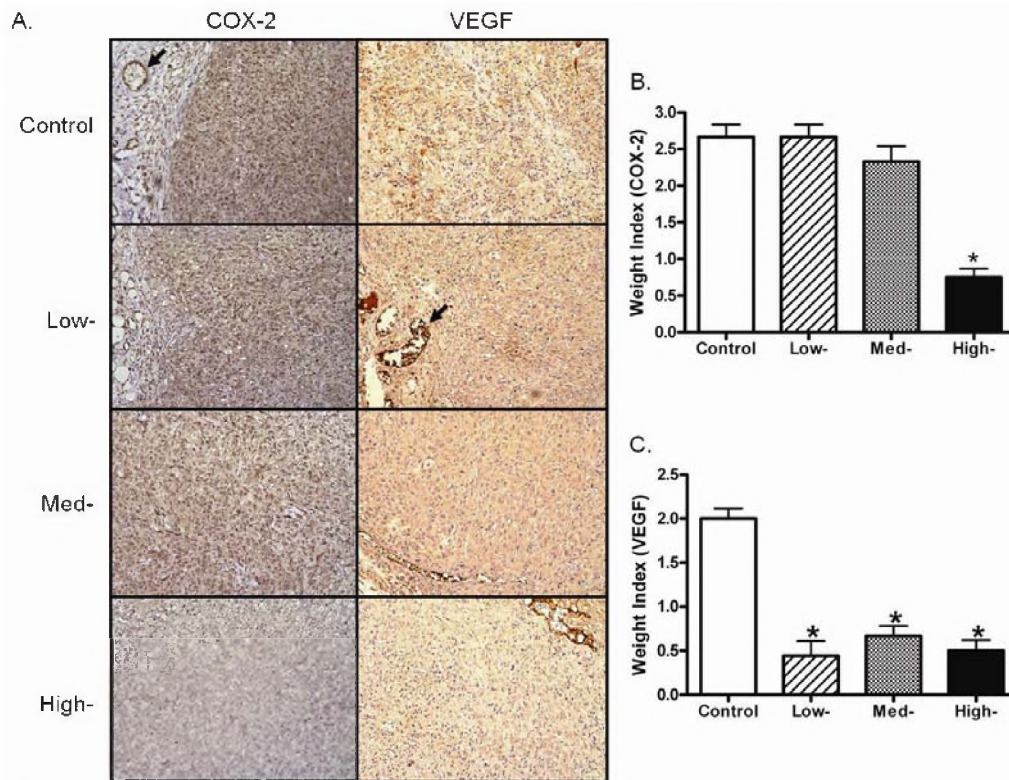 A.
COX-2 VEGF
Control
Low-
Med-
High-
B.
Weight Index (COX-2)
3.0
2.5
2.0
1.5
1.0
0.5
0.0
*
Control Low- Med- High-
C.
Weight Index (VEGF)
2.5
2.0
1.5
1.0
0.5
0.0
* * *
Control Low- Med- High-